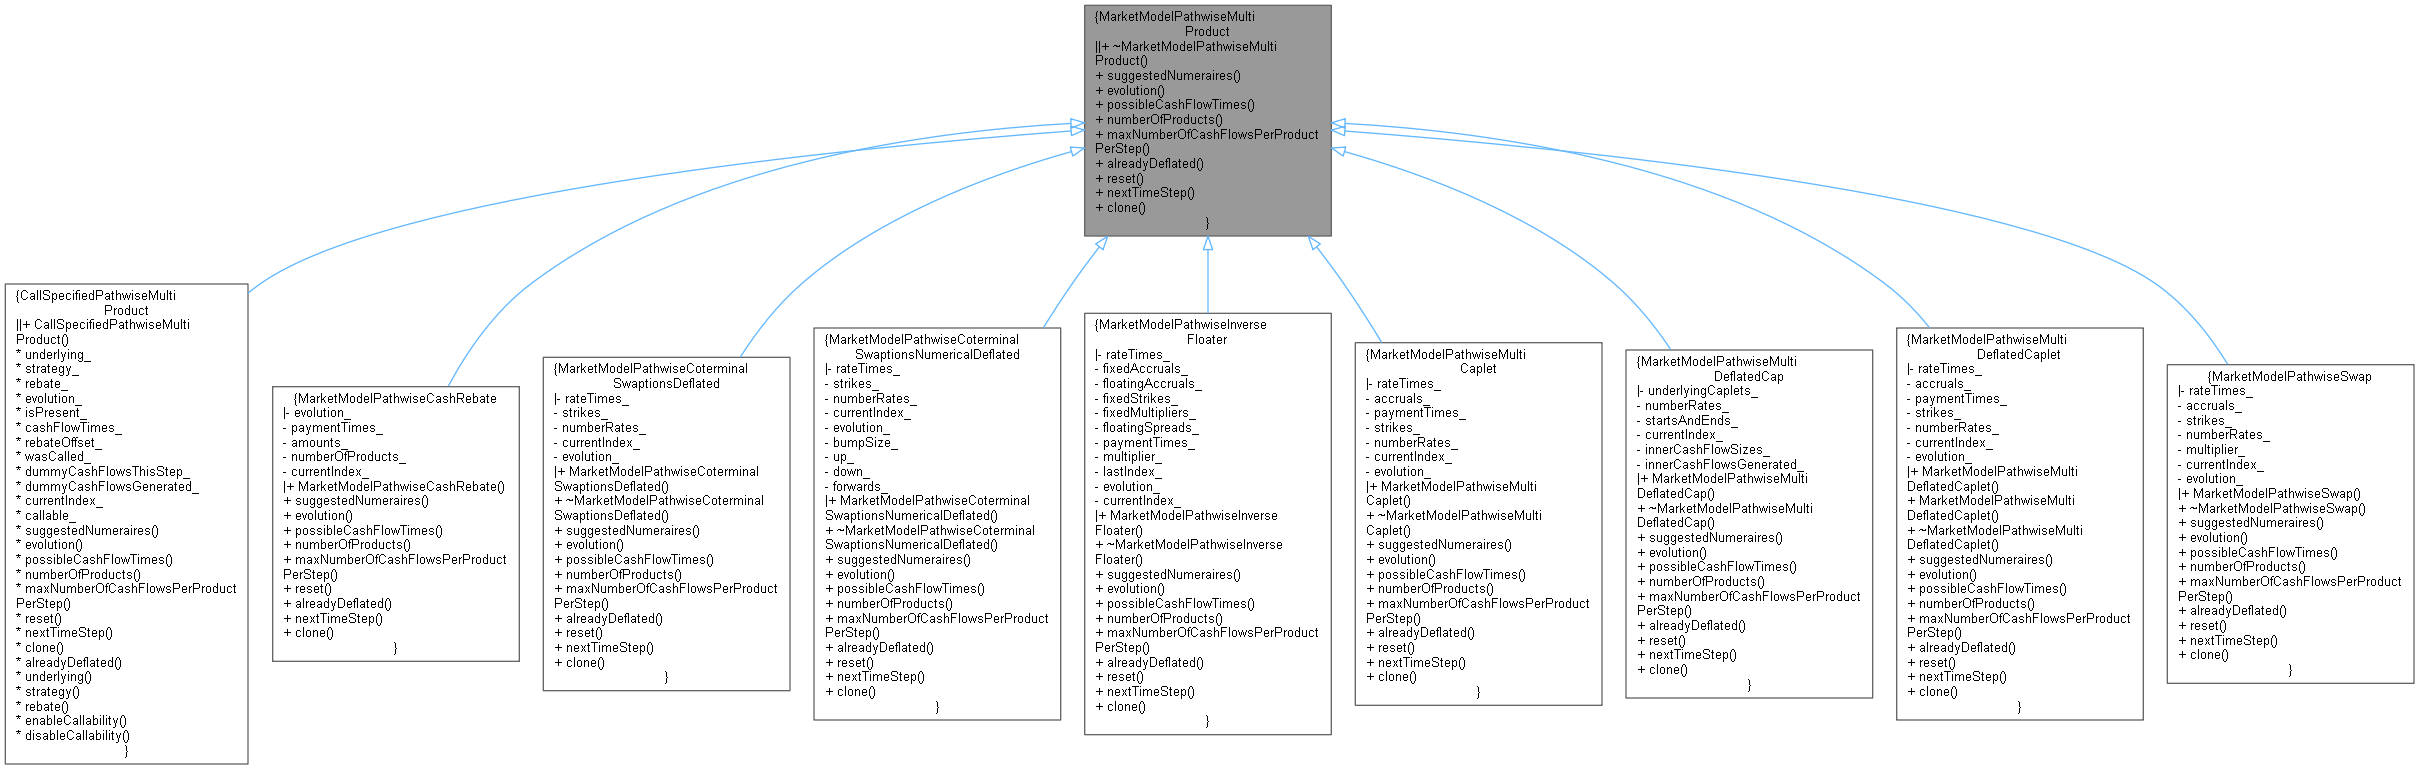 {MarketModelPathwiseMulti
Product
||+ ~MarketModelPathwiseMulti
Product()
+ suggestedNumeraires()
+ evolution()
+ possibleCashFlowTimes()
+ numberOfProducts()
+ maxNumberOfCashFlowsPerProduct
PerStep()
+ alreadyDeflated()
+ reset()
+ nextTimeStep()
+ clone()
}
{CallSpecifiedPathwiseMulti
Product
||+ CallSpecifiedPathwiseMulti
Product()
* underlying_
* strategy_
* rebate_
* evolution_
* isPresent_
* cashFlowTimes_
* rebateOffset_
* wasCalled_
* dummyCashFlowsThisStep_
* dummyCashFlowsGenerated_
* currentIndex_
* callable_
* suggestedNumeraires()
* evolution()
* possibleCashFlowTimes()
* numberOfProducts()
* maxNumberOfCashFlowsPerProduct
PerStep()
* reset()
* nextTimeStep()
* clone()
* alreadyDeflated()
* underlying()
* strategy()
* rebate()
* enableCallability()
* disableCallability()
}
{MarketModelPathwiseCashRebate
|- evolution_
- paymentTimes_
- amounts_
- numberOfProducts_
- currentIndex_
|+ MarketModelPathwiseCashRebate()
+ suggestedNumeraires()
+ evolution()
+ possibleCashFlowTimes()
+ numberOfProducts()
+ maxNumberOfCashFlowsPerProduct
PerStep()
+ reset()
+ alreadyDeflated()
+ nextTimeStep()
+ clone()
}
{MarketModelPathwiseCoterminal
SwaptionsDeflated
|- rateTimes_
- strikes_
- numberRates_
- currentIndex_
- evolution_
|+ MarketModelPathwiseCoterminal
SwaptionsDeflated()
+ ~MarketModelPathwiseCoterminal
SwaptionsDeflated()
+ suggestedNumeraires()
+ evolution()
+ possibleCashFlowTimes()
+ numberOfProducts()
+ maxNumberOfCashFlowsPerProduct
PerStep()
+ alreadyDeflated()
+ reset()
+ nextTimeStep()
+ clone()
}
{MarketModelPathwiseCoterminal
SwaptionsNumericalDeflated
|- rateTimes_
- strikes_
- numberRates_
- currentIndex_
- evolution_
- bumpSize_
- up_
- down_
- forwards_
|+ MarketModelPathwiseCoterminal
SwaptionsNumericalDeflated()
+ ~MarketModelPathwiseCoterminal
SwaptionsNumericalDeflated()
+ suggestedNumeraires()
+ evolution()
+ possibleCashFlowTimes()
+ numberOfProducts()
+ maxNumberOfCashFlowsPerProduct
PerStep()
+ alreadyDeflated()
+ reset()
+ nextTimeStep()
+ clone()
}
{MarketModelPathwiseInverse
Floater
|- rateTimes_
- fixedAccruals_
- floatingAccruals_
- fixedStrikes_
- fixedMultipliers_
- floatingSpreads_
- paymentTimes_
- multiplier_
- lastIndex_
- evolution_
- currentIndex_
|+ MarketModelPathwiseInverse
Floater()
+ ~MarketModelPathwiseInverse
Floater()
+ suggestedNumeraires()
+ evolution()
+ possibleCashFlowTimes()
+ numberOfProducts()
+ maxNumberOfCashFlowsPerProduct
PerStep()
+ alreadyDeflated()
+ reset()
+ nextTimeStep()
+ clone()
}
{MarketModelPathwiseMulti
Caplet
|- rateTimes_
- accruals_
- paymentTimes_
- strikes_
- numberRates_
- currentIndex_
- evolution_
|+ MarketModelPathwiseMulti
Caplet()
+ ~MarketModelPathwiseMulti
Caplet()
+ suggestedNumeraires()
+ evolution()
+ possibleCashFlowTimes()
+ numberOfProducts()
+ maxNumberOfCashFlowsPerProduct
PerStep()
+ alreadyDeflated()
+ reset()
+ nextTimeStep()
+ clone()
}
{MarketModelPathwiseMulti
DeflatedCap
|- underlyingCaplets_
- numberRates_
- startsAndEnds_
- currentIndex_
- innerCashFlowSizes_
- innerCashFlowsGenerated_
|+ MarketModelPathwiseMulti
DeflatedCap()
+ ~MarketModelPathwiseMulti
DeflatedCap()
+ suggestedNumeraires()
+ evolution()
+ possibleCashFlowTimes()
+ numberOfProducts()
+ maxNumberOfCashFlowsPerProduct
PerStep()
+ alreadyDeflated()
+ reset()
+ nextTimeStep()
+ clone()
}
{MarketModelPathwiseMulti
DeflatedCaplet
|- rateTimes_
- accruals_
- paymentTimes_
- strikes_
- numberRates_
- currentIndex_
- evolution_
|+ MarketModelPathwiseMulti
DeflatedCaplet()
+ MarketModelPathwiseMulti
DeflatedCaplet()
+ ~MarketModelPathwiseMulti
DeflatedCaplet()
+ suggestedNumeraires()
+ evolution()
+ possibleCashFlowTimes()
+ numberOfProducts()
+ maxNumberOfCashFlowsPerProduct
PerStep()
+ alreadyDeflated()
+ reset()
+ nextTimeStep()
+ clone()
}
{MarketModelPathwiseSwap
|- rateTimes_
- accruals_
- strikes_
- numberRates_
- multiplier_
- currentIndex_
- evolution_
|+ MarketModelPathwiseSwap()
+ ~MarketModelPathwiseSwap()
+ suggestedNumeraires()
+ evolution()
+ possibleCashFlowTimes()
+ numberOfProducts()
+ maxNumberOfCashFlowsPerProduct
PerStep()
+ alreadyDeflated()
+ reset()
+ nextTimeStep()
+ clone()
}